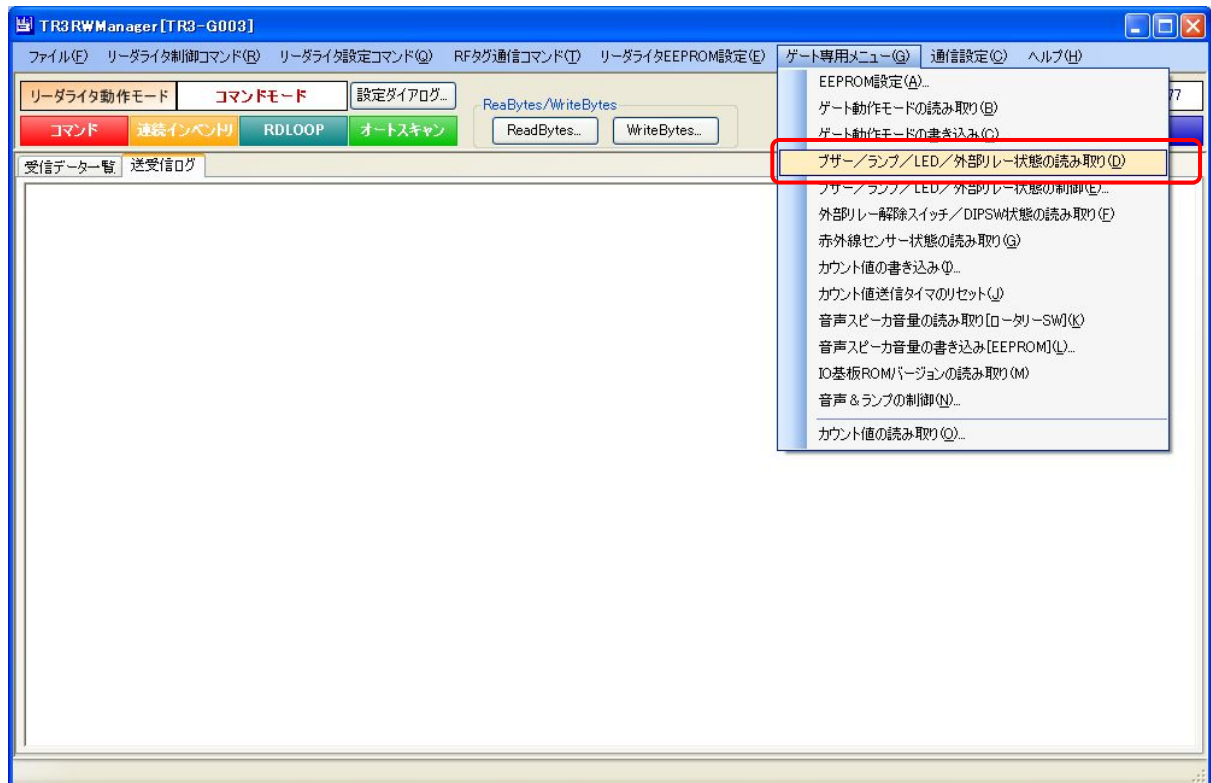 TR3RWManager[TR3-G003]
ファイル(F) リーダライタ制御コマンド(R) リーダライタ設定コマンド(Q) RFタグ通信コマンド(T) リーダライタEEPROM設定(E) ゲート専用メニュー(G) 通信設定(C) ヘルプ(H)
リーダライタ動作モード コマンドモード 設定ダイアログ...
ReaBytes/WriteBytes
コマンド 連続インベントリ RDLOOP オートスキャン ReadBytes... WriteBytes...
77
受信データ一覧 送受信ログ
EEPROM設定(A)...
ゲート動作モードの読み取り(B)
ゲート動作モードの書き込み(C)
ブザー／ランプ／LED／外部リレー状態の読み取り(D)
ブザー／ランプ／LED／外部リレー状態の制御(E)...
外部リレー解除スイッチ／DIPSW状態の読み取り(F)
赤外線センサー状態の読み取り(G)
カウント値の書き込み(I)...
カウント値送信タイマのリセット(J)
音声スピーカ音量の読み取り[ロータリーSW](K)
音声スピーカ音量の書き込み[EEPROM](L)...
IO基板ROMバージョンの読み取り(M)
音声＆ランプの制御(N)...
カウント値の読み取り(O)...